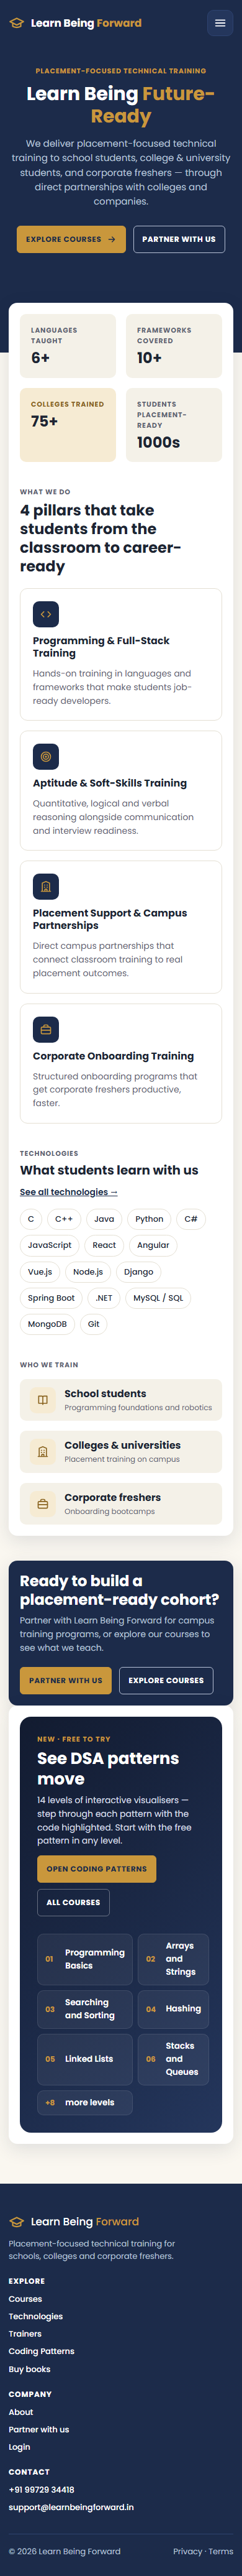 Learn Being Forward
PLACEMENT-FOCUSED TECHNICAL TRAINING
Learn Being Future-
Ready
We deliver placement-focused technical
training to school students, college & university
students, and corporate freshers — through
direct partnerships with colleges and
companies.
EXPLORE COURSES →
PARTNER WITH US
LANGUAGES
TAUGHT
6+
FRAMEWORKS
COVERED
10+
COLLEGES TRAINED
75+
STUDENTS
PLACEMENT-
READY
1000s
WHAT WE DO
4 pillars that take
students from the
classroom to career-
ready
Programming & Full-Stack
Training
Hands-on training in languages and
frameworks that make students job-
ready developers.
Aptitude & Soft-Skills Training
Quantitative, logical and verbal
reasoning alongside communication
and interview readiness.
Placement Support & Campus
Partnerships
Direct campus partnerships that
connect classroom training to real
placement outcomes.
Corporate Onboarding Training
Structured onboarding programs that
get corporate freshers productive,
faster.
TECHNOLOGIES
What students learn with us
See all technologies →
C
C++
Java
Python
C#
JavaScript
React
Angular
Vue.js
Node.js
Django
Spring Boot
.NET
MySQL / SQL
MongoDB
Git
WHO WE TRAIN
School students
Programming foundations and robotics
Colleges & universities
Placement training on campus
Corporate freshers
Onboarding bootcamps
Ready to build a
placement-ready cohort?
Partner with Learn Being Forward for campus
training programs, or explore our courses to
see what we teach.
PARTNER WITH US
EXPLORE COURSES
NEW · FREE TO TRY
See DSA patterns
move
14 levels of interactive visualisers —
step through each pattern with the
code highlighted. Start with the free
pattern in any level.
OPEN CODING PATTERNS
ALL COURSES
01 Programming
Basics
02 Arrays
and
Strings
03 Searching
and Sorting
04 Hashing
05 Linked Lists
06 Stacks
and
Queues
+8 more levels
Learn Being Forward
Placement-focused technical training for
schools, colleges and corporate freshers.
EXPLORE
Courses
Technologies
Trainers
Coding Patterns
Buy books
COMPANY
About
Partner with us
Login
CONTACT
+91 99729 34418
support@learnbeingforward.in
© 2026 Learn Being Forward
Privacy · Terms